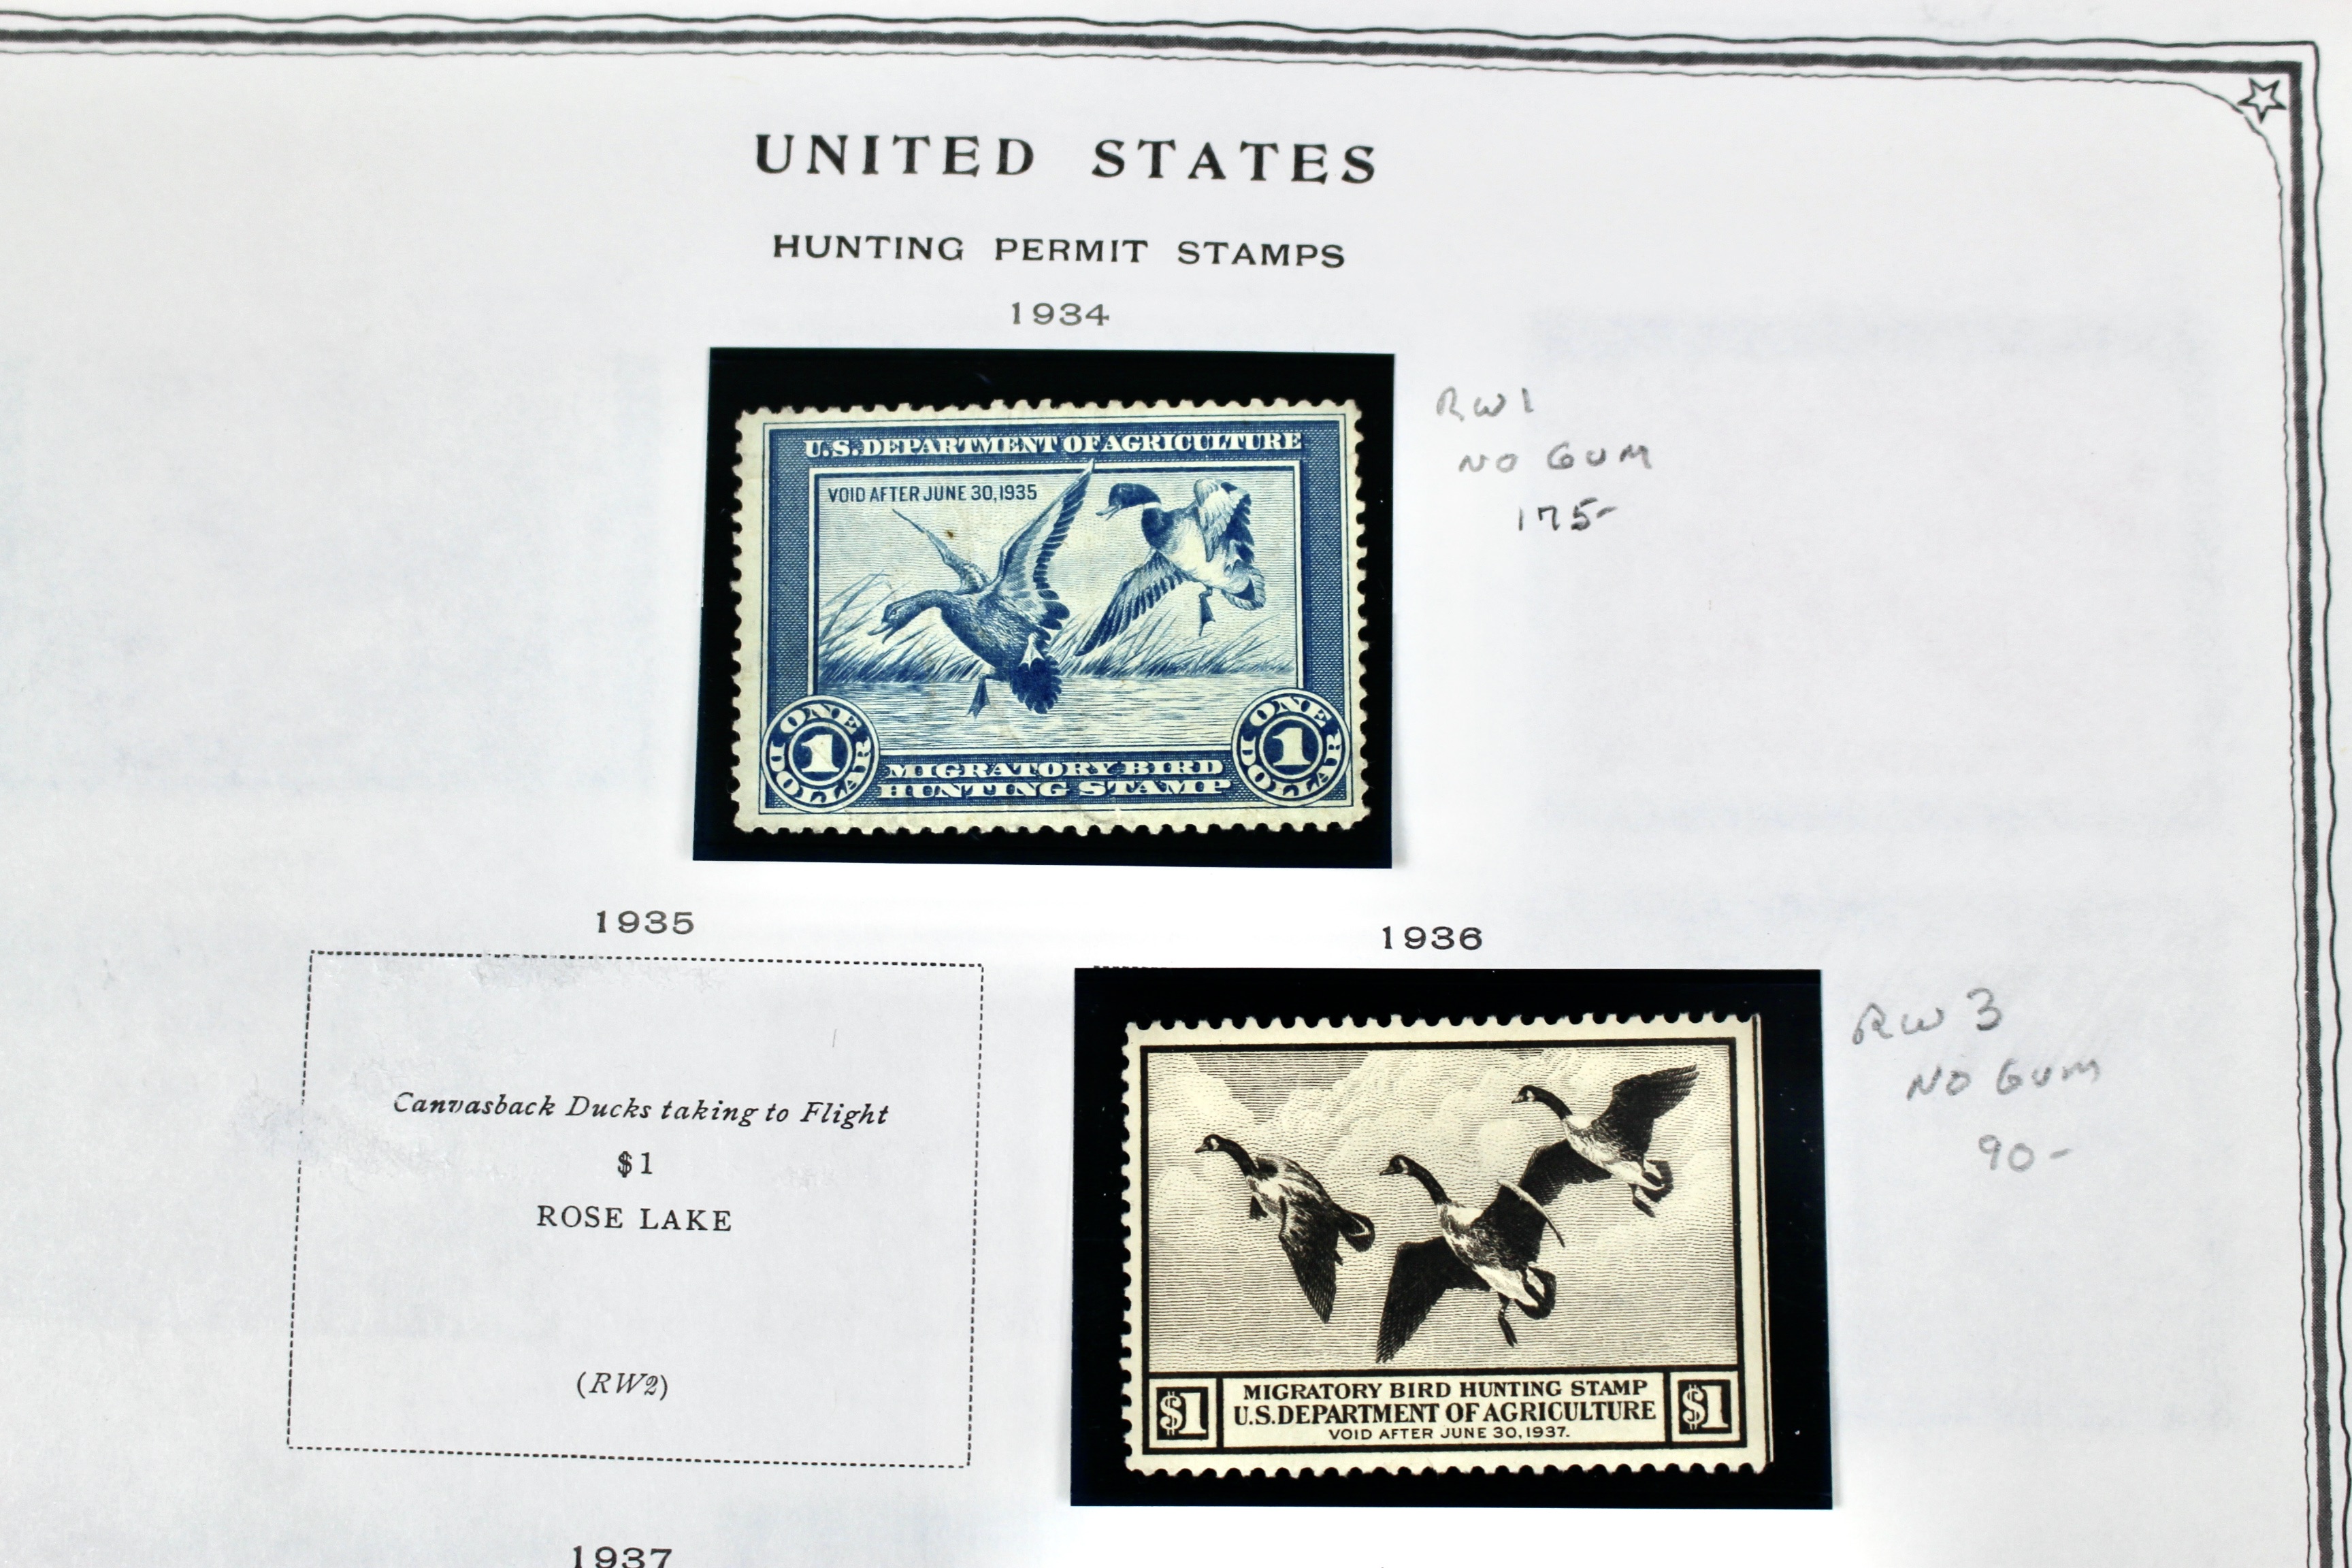 UNITED STATES
HUNTING PERMIT STAMPS
1934
U.S. DEPARTMENT OF AGRICULTURE
VOID AFTER JUNE 30, 1935
ONE DOLLAR
1
ONE DOLLAR
1
MIGRATORY BIRD
HUNTING STAMP
RW1
NO GUM
175-
1935
Canvasback Ducks taking to Flight
$1
ROSE LAKE
(RW2)
1936
$1
MIGRATORY BIRD HUNTING STAMP
U.S. DEPARTMENT OF AGRICULTURE
VOID AFTER JUNE 30, 1937.
$1
RW 3
NO GUM
90-
1937